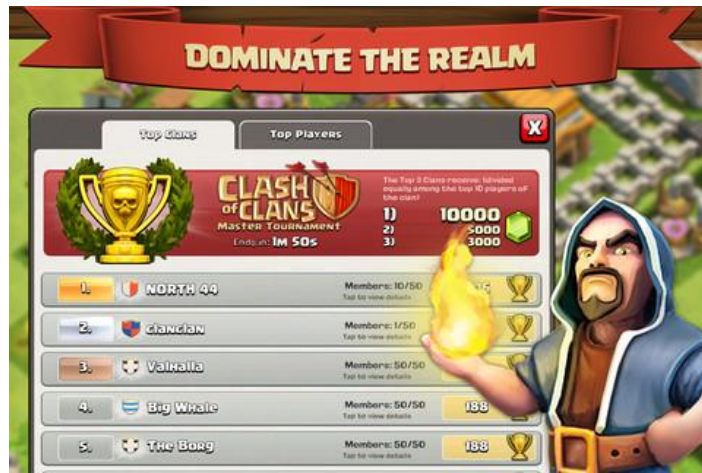 DOMINATE THE REALM
Top Clans
Top Players
X
CLASH
OF CLANS
Master Tournament
Ends in: 1M 50S
The Top 3 Clans receive: (divided
equally among the top 10 players of
the clan)
1) 10000
2) 5000
3) 3000
1. NORTH 44 Members: 10/50
Tap to view details
2. clanclan Members: 1/50
Tap to view details
3. Valhalla Members: 50/50
Tap to view details
4. Big Whale Members: 50/50 188
Tap to view details
5. The Borg Members: 50/50 188
Tap to view details